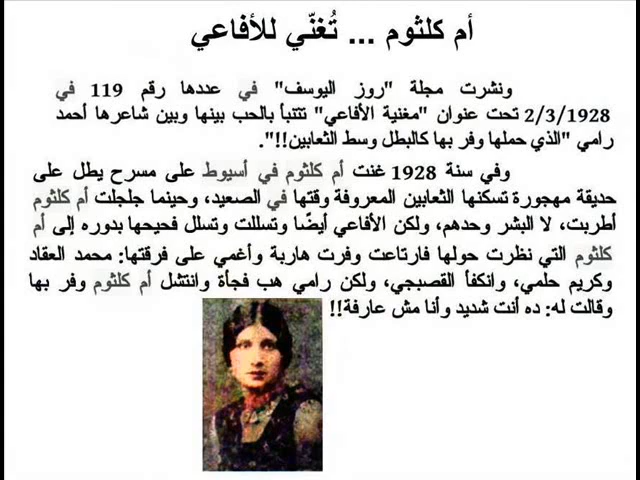 أم كلثوم ... تُغنّي للأفاعي
ونشرت مجلة "روز اليوسف" في عددها رقم 119 في
2/3/1928 تحت عنوان "مغنية الأفاعي" تتنبأ بالحب بينها وبين شاعرها أحمد
رامي "الذي حملها وفر بها كالبطل وسط الثعابين!!".
وفي سنة 1928 غنت أم كلثوم في أسيوط على مسرح يطل على
حديقة مهجورة تسكنها الثعابين المعروفة وقتها في الصعيد، وحينما جلجلت أم كلثوم
أطربت، لا البشر وحدهم، ولكن الأفاعي أيضًا وتسللت وتسلل فحيحها بدوره إلى أم
كلثوم التي نظرت حولها فارتاعت وفرت هاربة وأغمي على فرقتها: محمد العقاد
وكريم حلمي، وانكفأ القصبجي، ولكن رامي هب فجأة وانتشل أم كلثوم وفر بها
وقالت له: ده أنت شديد وأنا مش عارفة!!